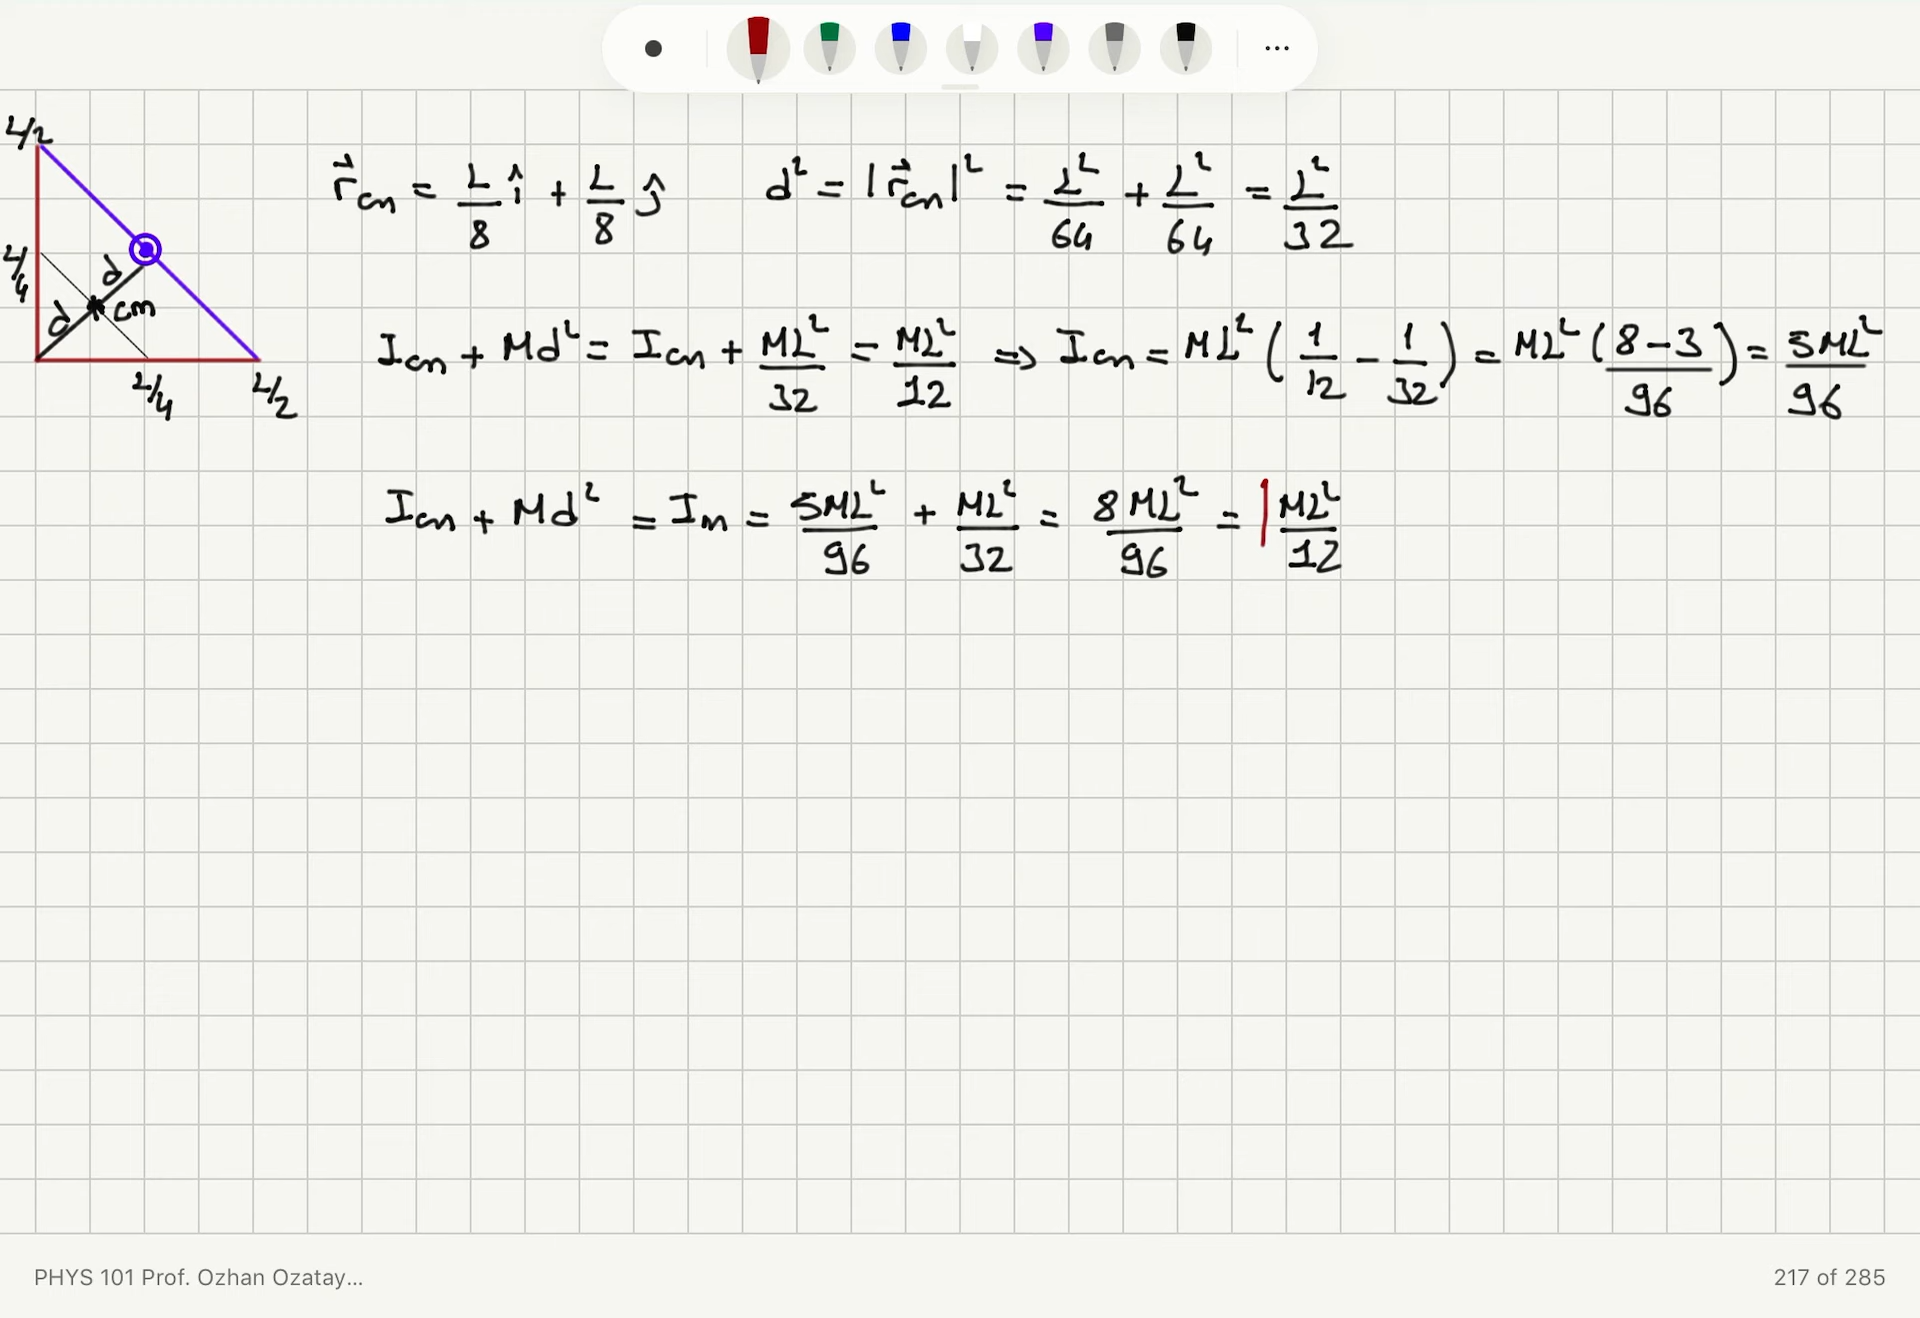 L/2
r⃗cm = L/8 î + L/8 ĵ    d² = |r⃗cm|² = L²/64 + L²/64 = L²/32
L/4
d
d
cm
L/4
L/2
Icm + Md² = Icm + ML²/32 = ML²/12 ⇒ Icm = ML² (1/12 − 1/32) = ML² (8−3/96) = 5ML²/96
Icm + Md² = Im = 5ML²/96 + ML²/32 = 8ML²/96 = ML²/12
PHYS 101 Prof. Ozhan Ozatay...
217 of 285